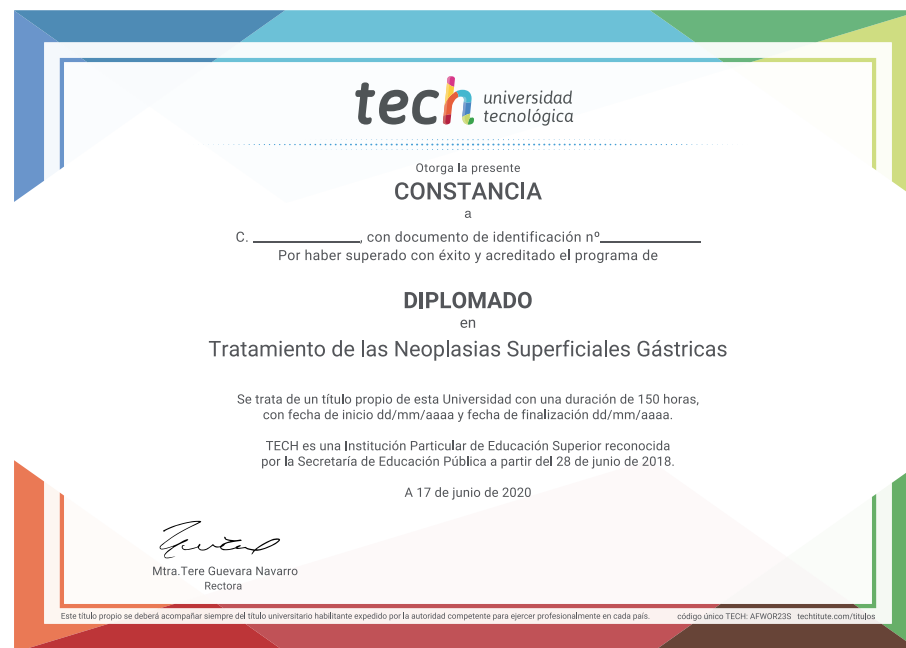 tech universidad
tecnológica
Otorga la presente
CONSTANCIA
a
C. ____________, con documento de identificación nº____________
Por haber superado con éxito y acreditado el programa de
DIPLOMADO
en
Tratamiento de las Neoplasias Superficiales Gástricas
Se trata de un título propio de esta Universidad con una duración de 150 horas,
con fecha de inicio dd/mm/aaaa y fecha de finalización dd/mm/aaaa.
TECH es una Institución Particular de Educación Superior reconocida
por la Secretaría de Educación Pública a partir del 28 de junio de 2018.
A 17 de junio de 2020
Mtra.Tere Guevara Navarro
Rectora
Este título propio se deberá acompañar siempre del título universitario habilitante expedido por la autoridad competente para ejercer profesionalmente en cada país. código único TECH: AFWOR23S techtitute.com/titulos